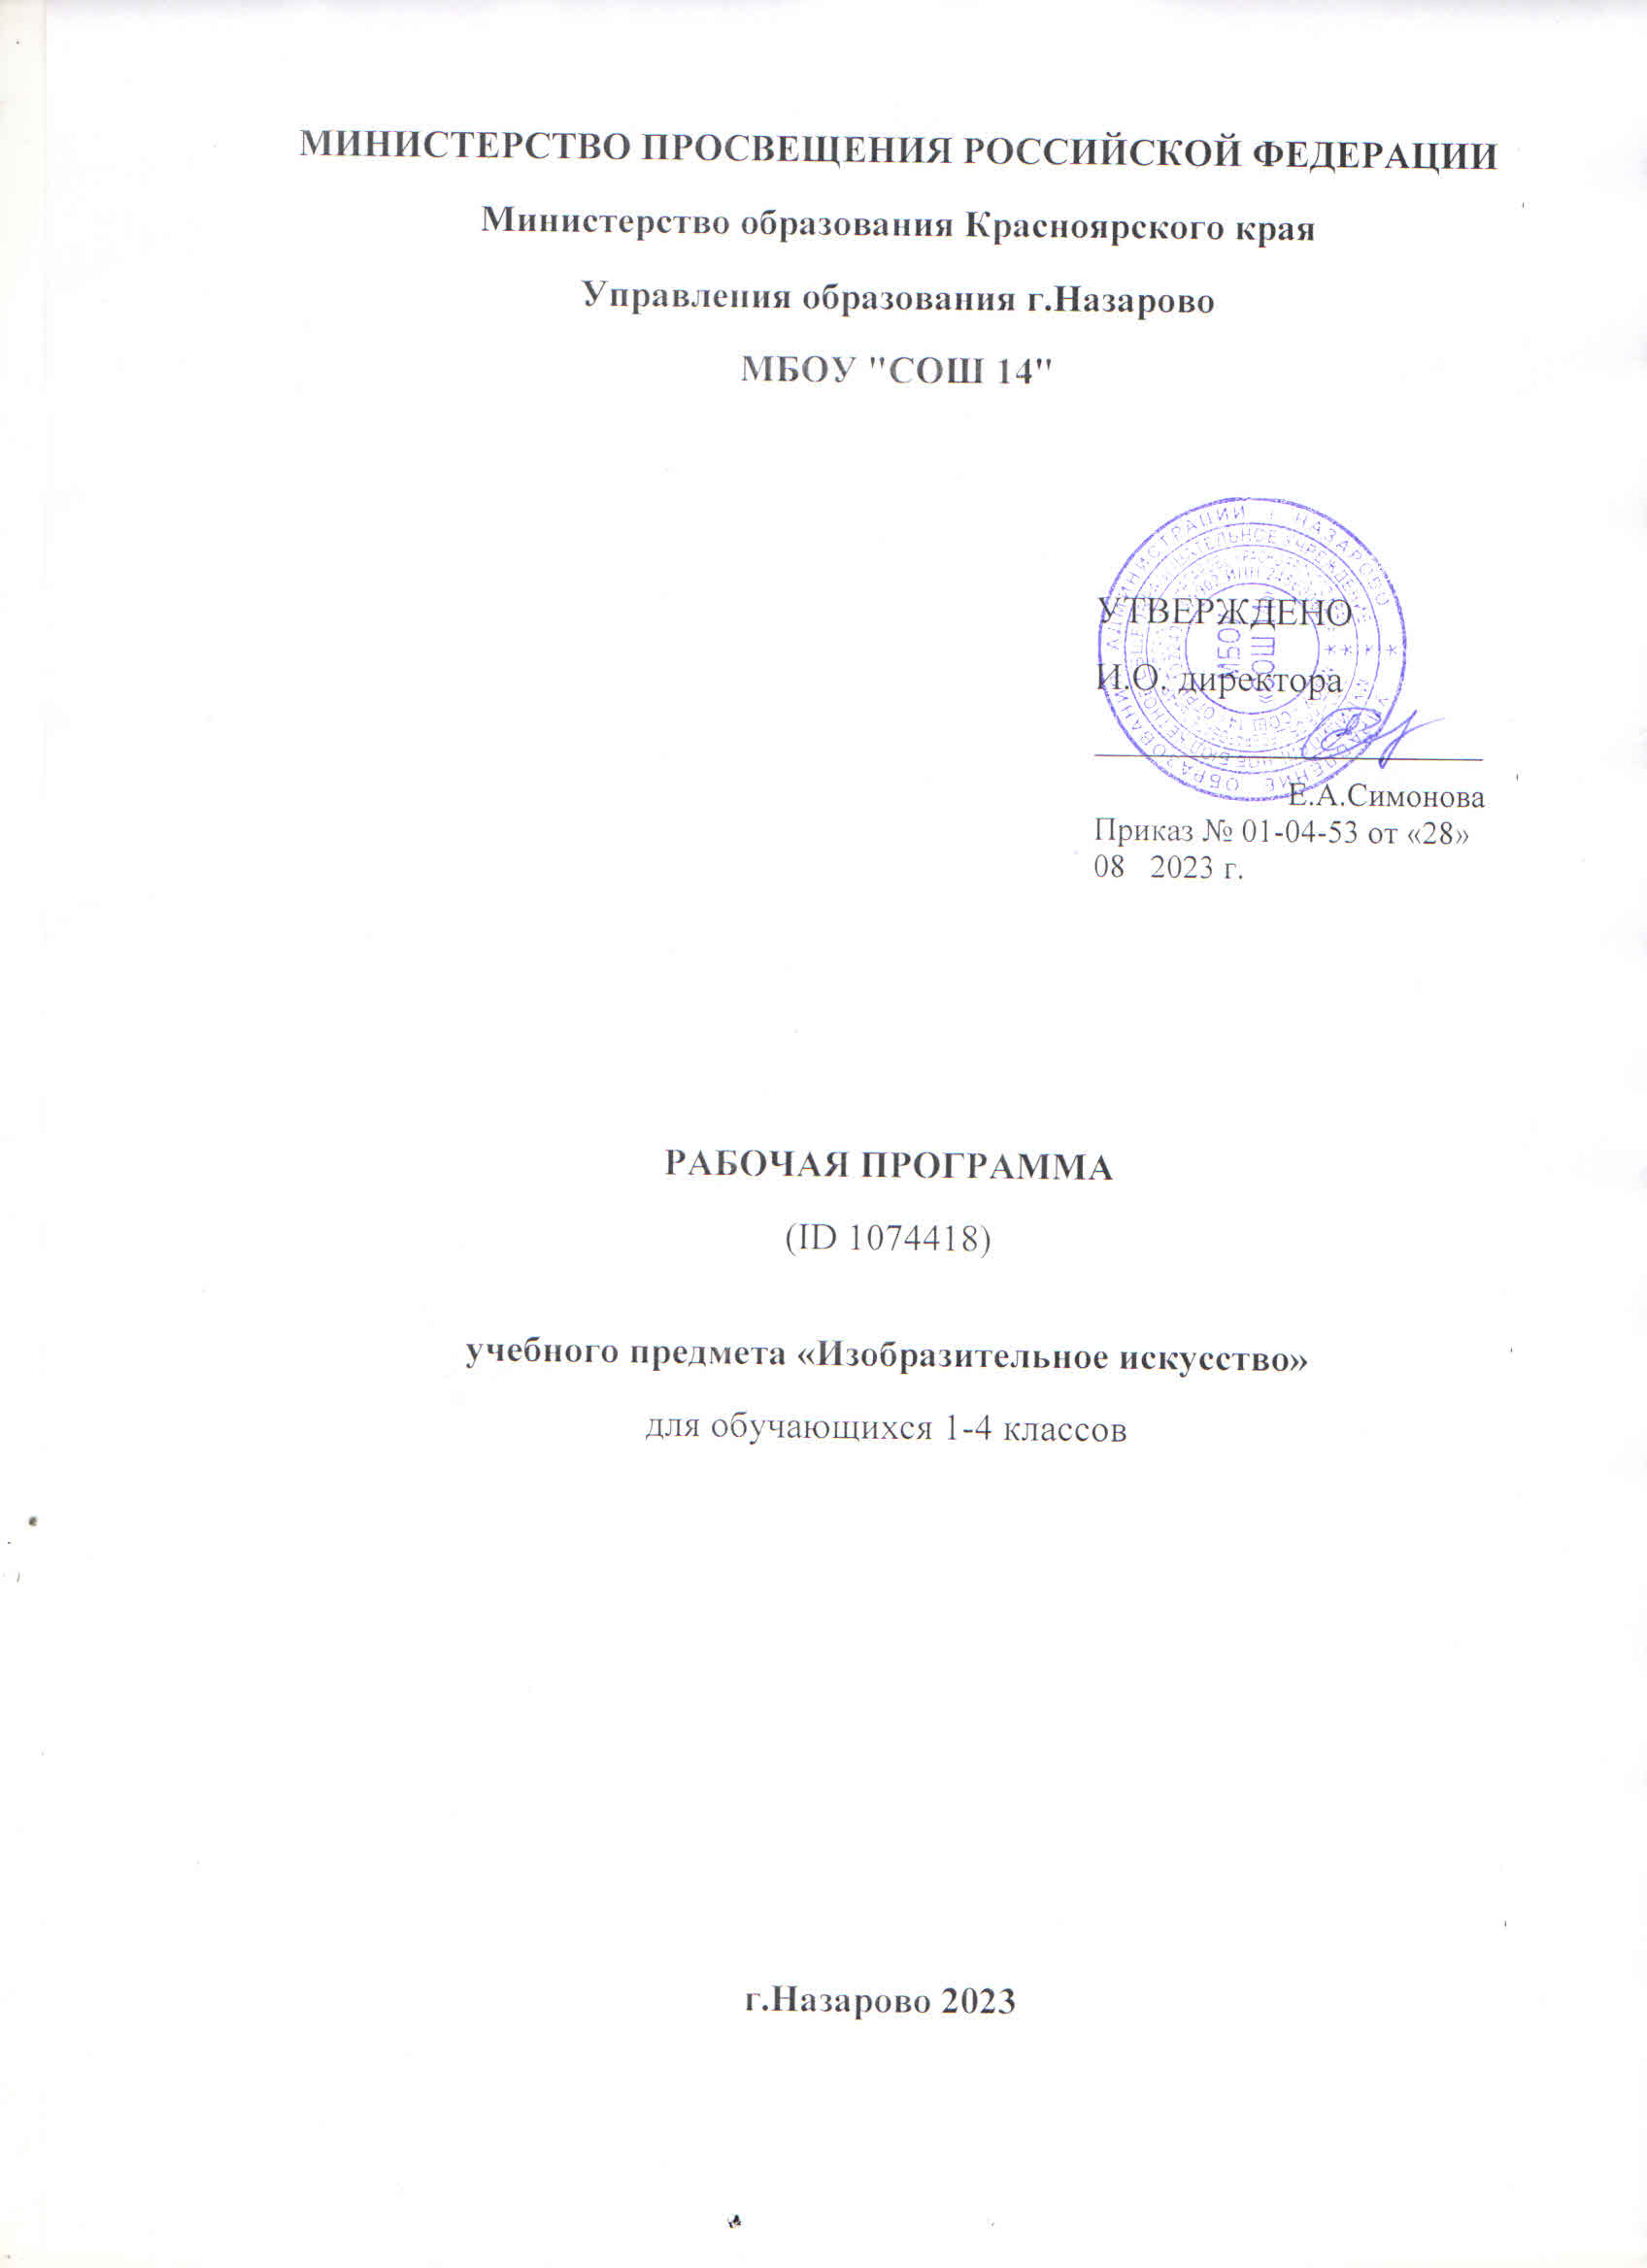 МИНИСТЕРСТВО ПРОСВЕЩЕНИЯ РОССИЙСКОЙ ФЕДЕРАЦИИ
Министерство образования Красноярского края
Управления образования г.Назарово
МБОУ "СОШ 14"
УТВЕРЖДЕНО
И.О. директора
Е.А.Симонова
Приказ № 01-04-53 от «28»
08 2023 г.
РАБОЧАЯ ПРОГРАММА
(ID 1074418)
учебного предмета «Изобразительное искусство»
для обучающихся 1-4 классов
г.Назарово 2023